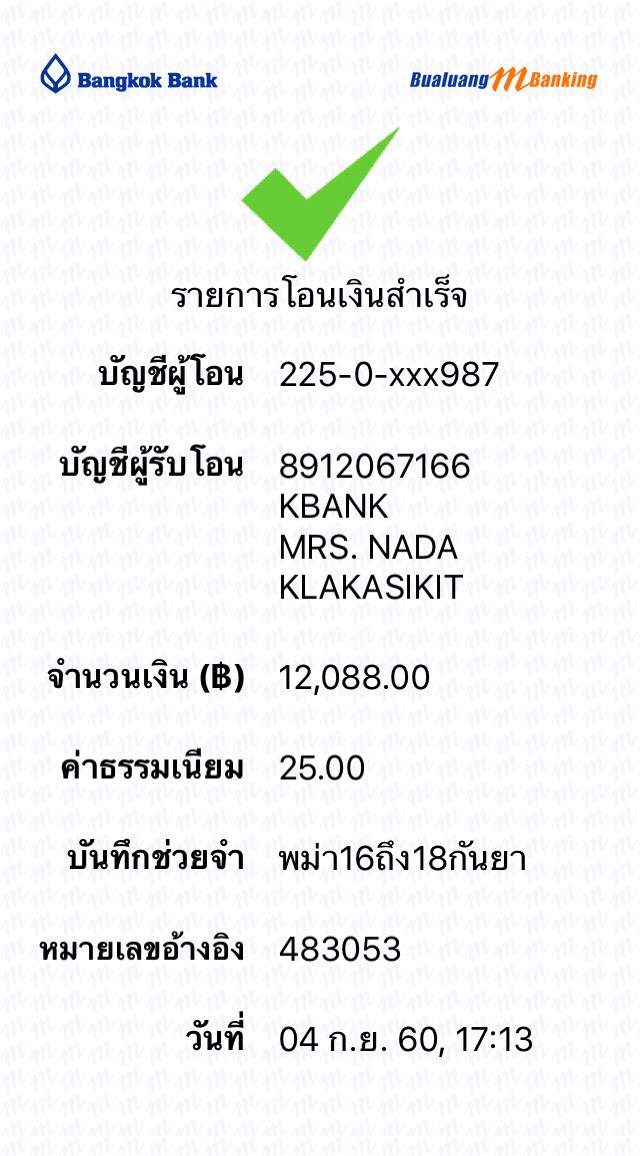 Bangkok Bank
Bualuang mBanking
รายการโอนเงินสำเร็จ
บัญชีผู้โอน 225-0-xxx987
บัญชีผู้รับโอน 8912067166
KBANK
MRS. NADA
KLAKASIKIT
จำนวนเงิน (฿) 12,088.00
ค่าธรรมเนียม 25.00
บันทึกช่วยจำ พม่า16ถึง18กันยา
หมายเลขอ้างอิง 483053
วันที่ 04 ก.ย. 60, 17:13